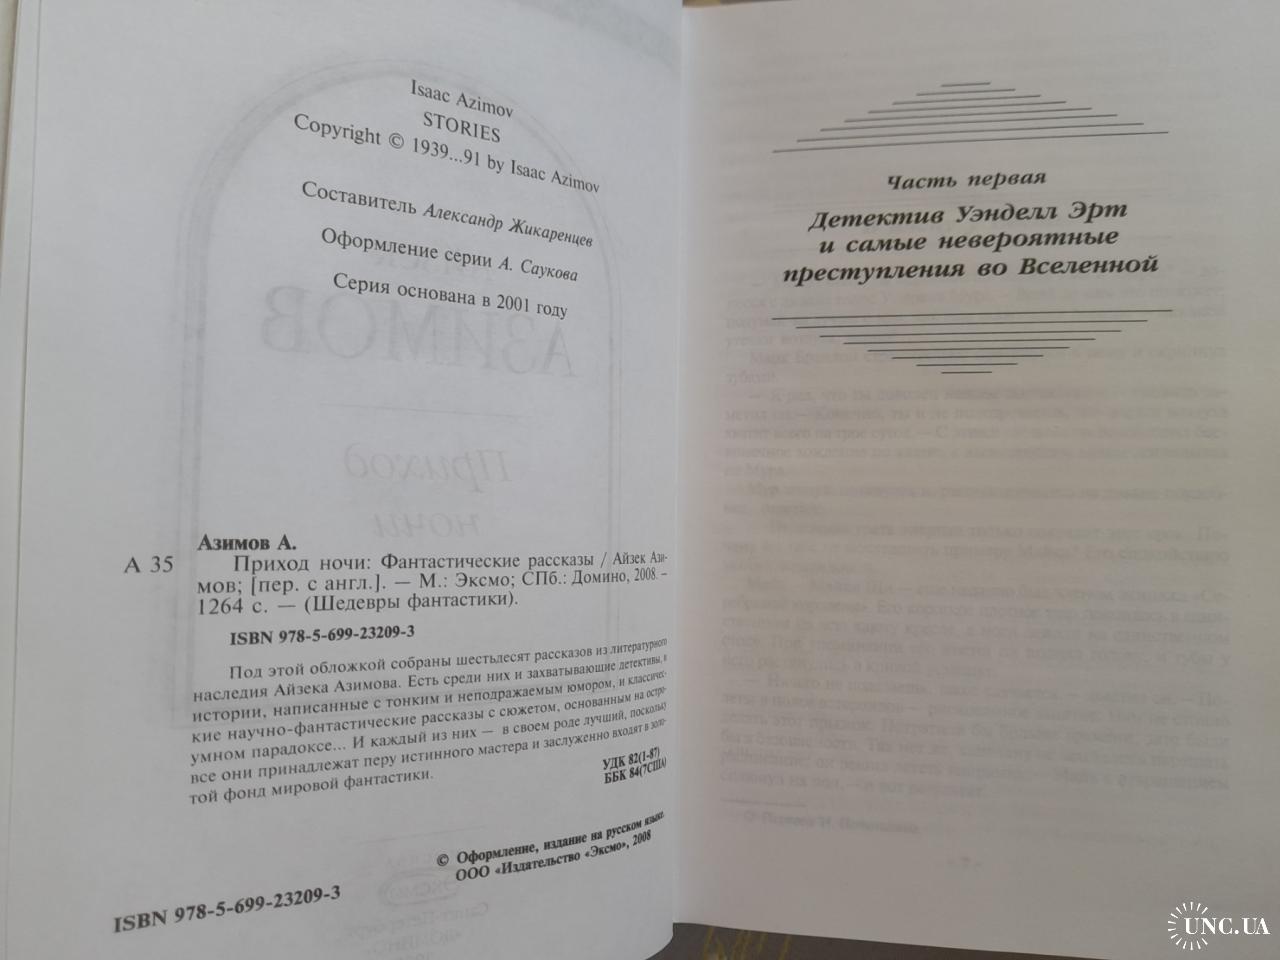 Isaac Azimov
STORIES
Copyright © 1939...91 by Isaac Azimov
Составитель Александр Жикаренцев
Оформление серии А. Саукова
Серия основана в 2001 году
Азимов А.
А 35
Приход ночи: Фантастические рассказы / Айзек Ази-
мов; [пер. с англ.]. — М.: Эксмо; СПб.: Домино, 2008. –
1264 с. — (Шедевры фантастики).
ISBN 978-5-699-23209-3
Под этой обложкой собраны шестьдесят рассказов из литературного
наследия Айзека Азимова. Есть среди них и захватывающие детективы, и
истории, написанные с тонким и неподражаемым юмором, и классичес-
кие научно-фантастические рассказы с сюжетом, основанным на остро-
умном парадоксе... И каждый из них — в своем роде лучший, поскольку
все они принадлежат перу истинного мастера и заслуженно входят в золо-
той фонд мировой фантастики.
УДК 82(1-87)
ББК 84(7США)
© Оформление, издание на русском языке.
ООО «Издательство «Эксмо», 2008
ISBN 978-5-699-23209-3
Часть первая
Детектив Уэнделл Эрт
и самые невероятные
преступления во Вселенной
UNC.UA